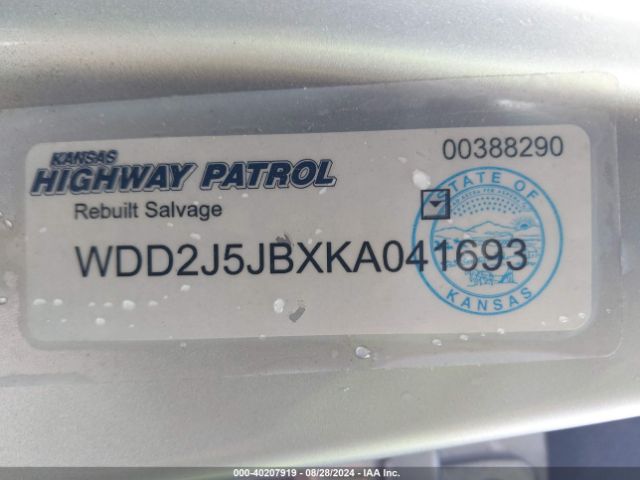 KANSAS
HIGHWAY PATROL
00388290
Rebuilt Salvage
STATE OF
KANSAS
WDD2J5JBXKA041693
000-40207919 | 08/28/2024 - IAA Inc.